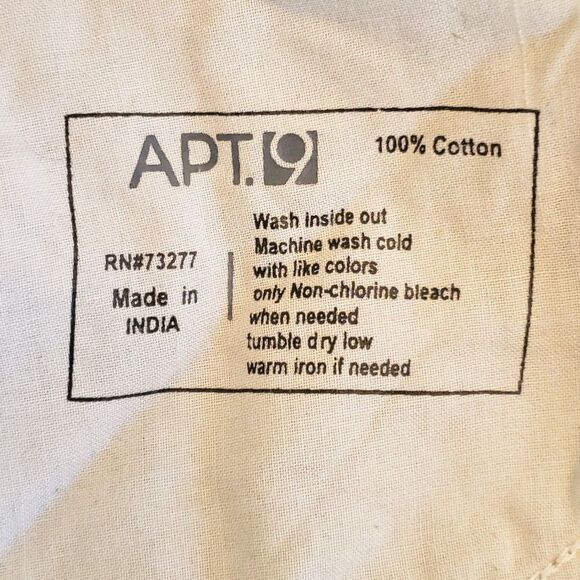 APT.9
100% Cotton
RN#73277
Made in
INDIA
Wash inside out
Machine wash cold
with like colors
only Non-chlorine bleach
when needed
tumble dry low
warm iron if needed